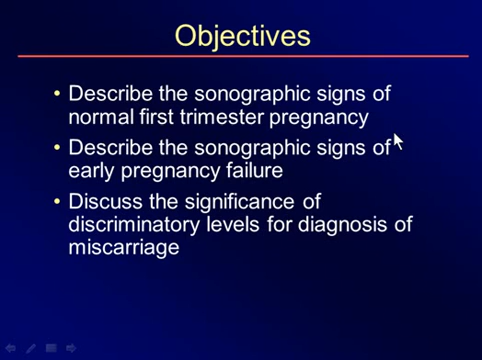 Objectives
• Describe the sonographic signs of
normal first trimester pregnancy
• Describe the sonographic signs of
early pregnancy failure
• Discuss the significance of
discriminatory levels for diagnosis of
miscarriage